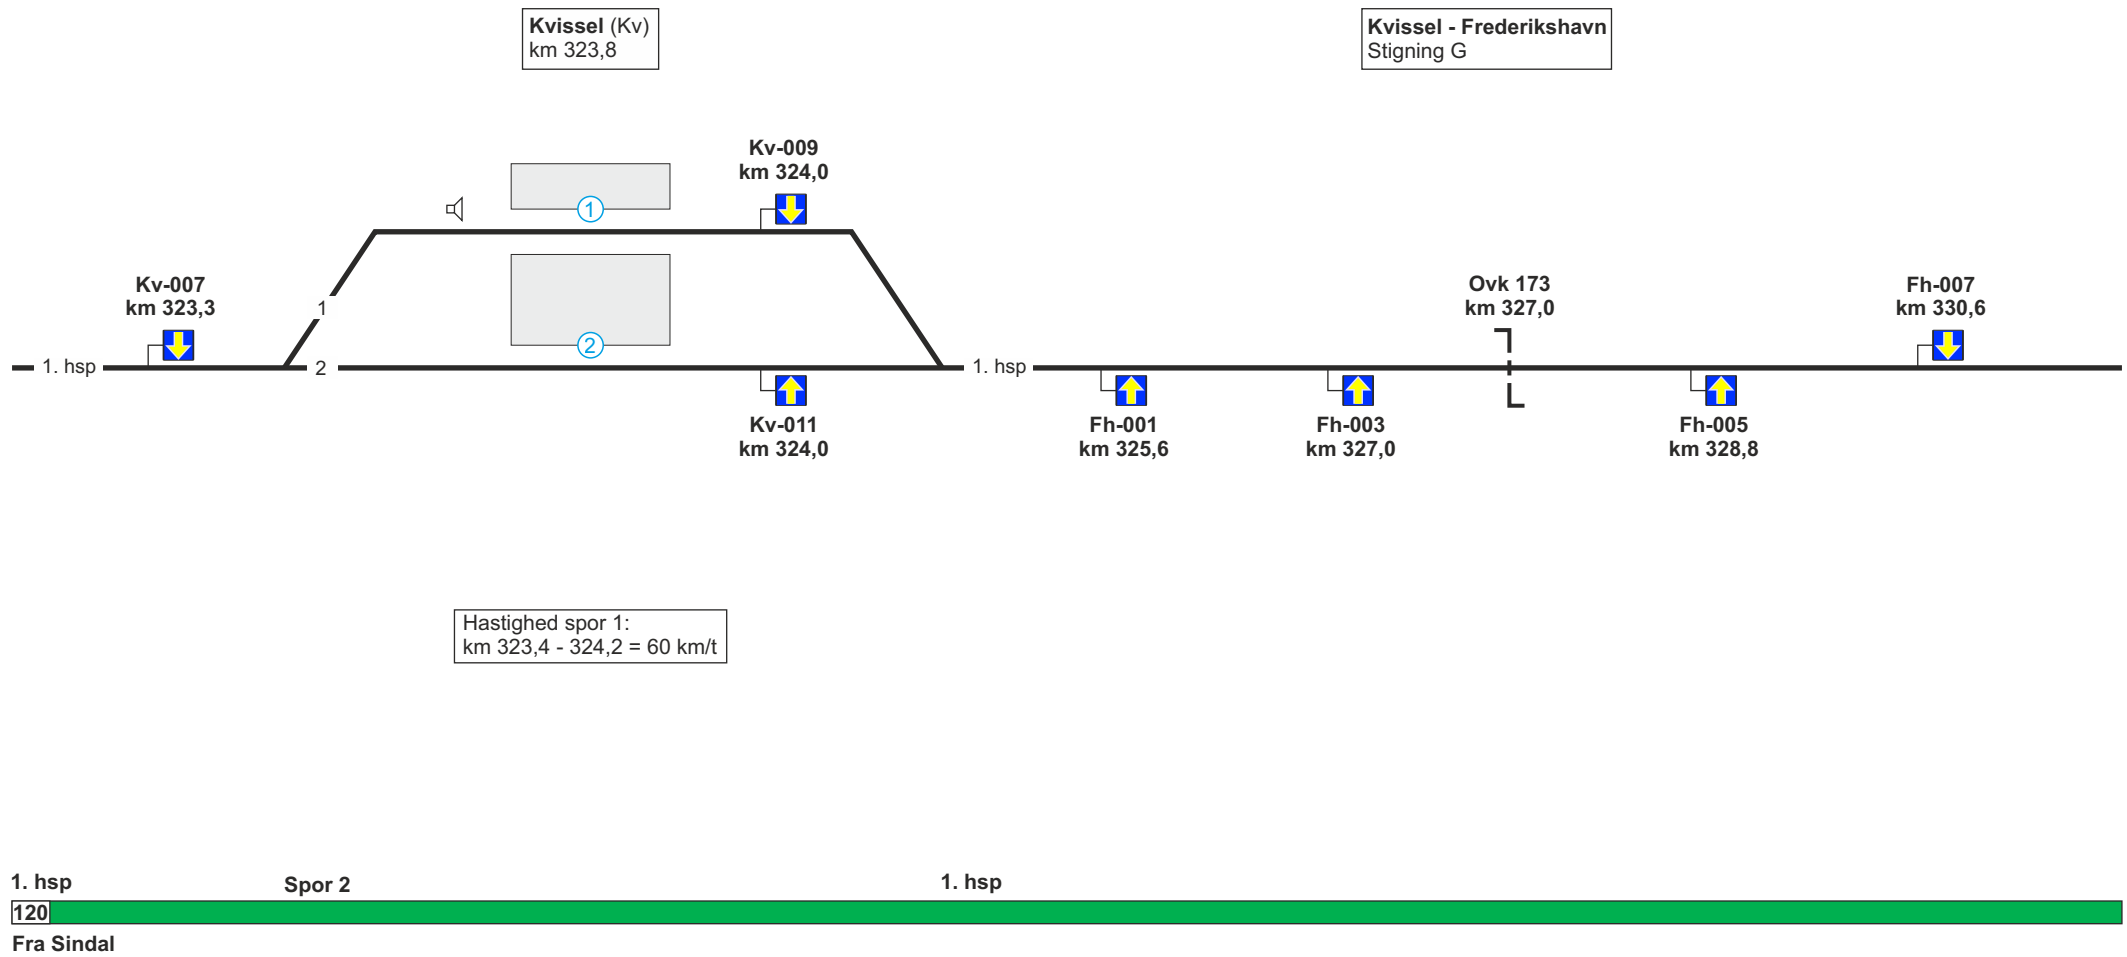 Kvissel (Kv)
km 323,8
Kvissel - Frederikshavn
Stigning G
Kv-009
km 324,0
1
Kv-007
km 323,3
1
2
Ovk 173
km 327,0
Fh-007
km 330,6
1. hsp
2
1. hsp
Kv-011
km 324,0
Fh-001
km 325,6
Fh-003
km 327,0
Fh-005
km 328,8
Hastighed spor 1:
km 323,4 - 324,2 = 60 km/t
1. hsp
Spor 2
1. hsp
120
Fra Sindal